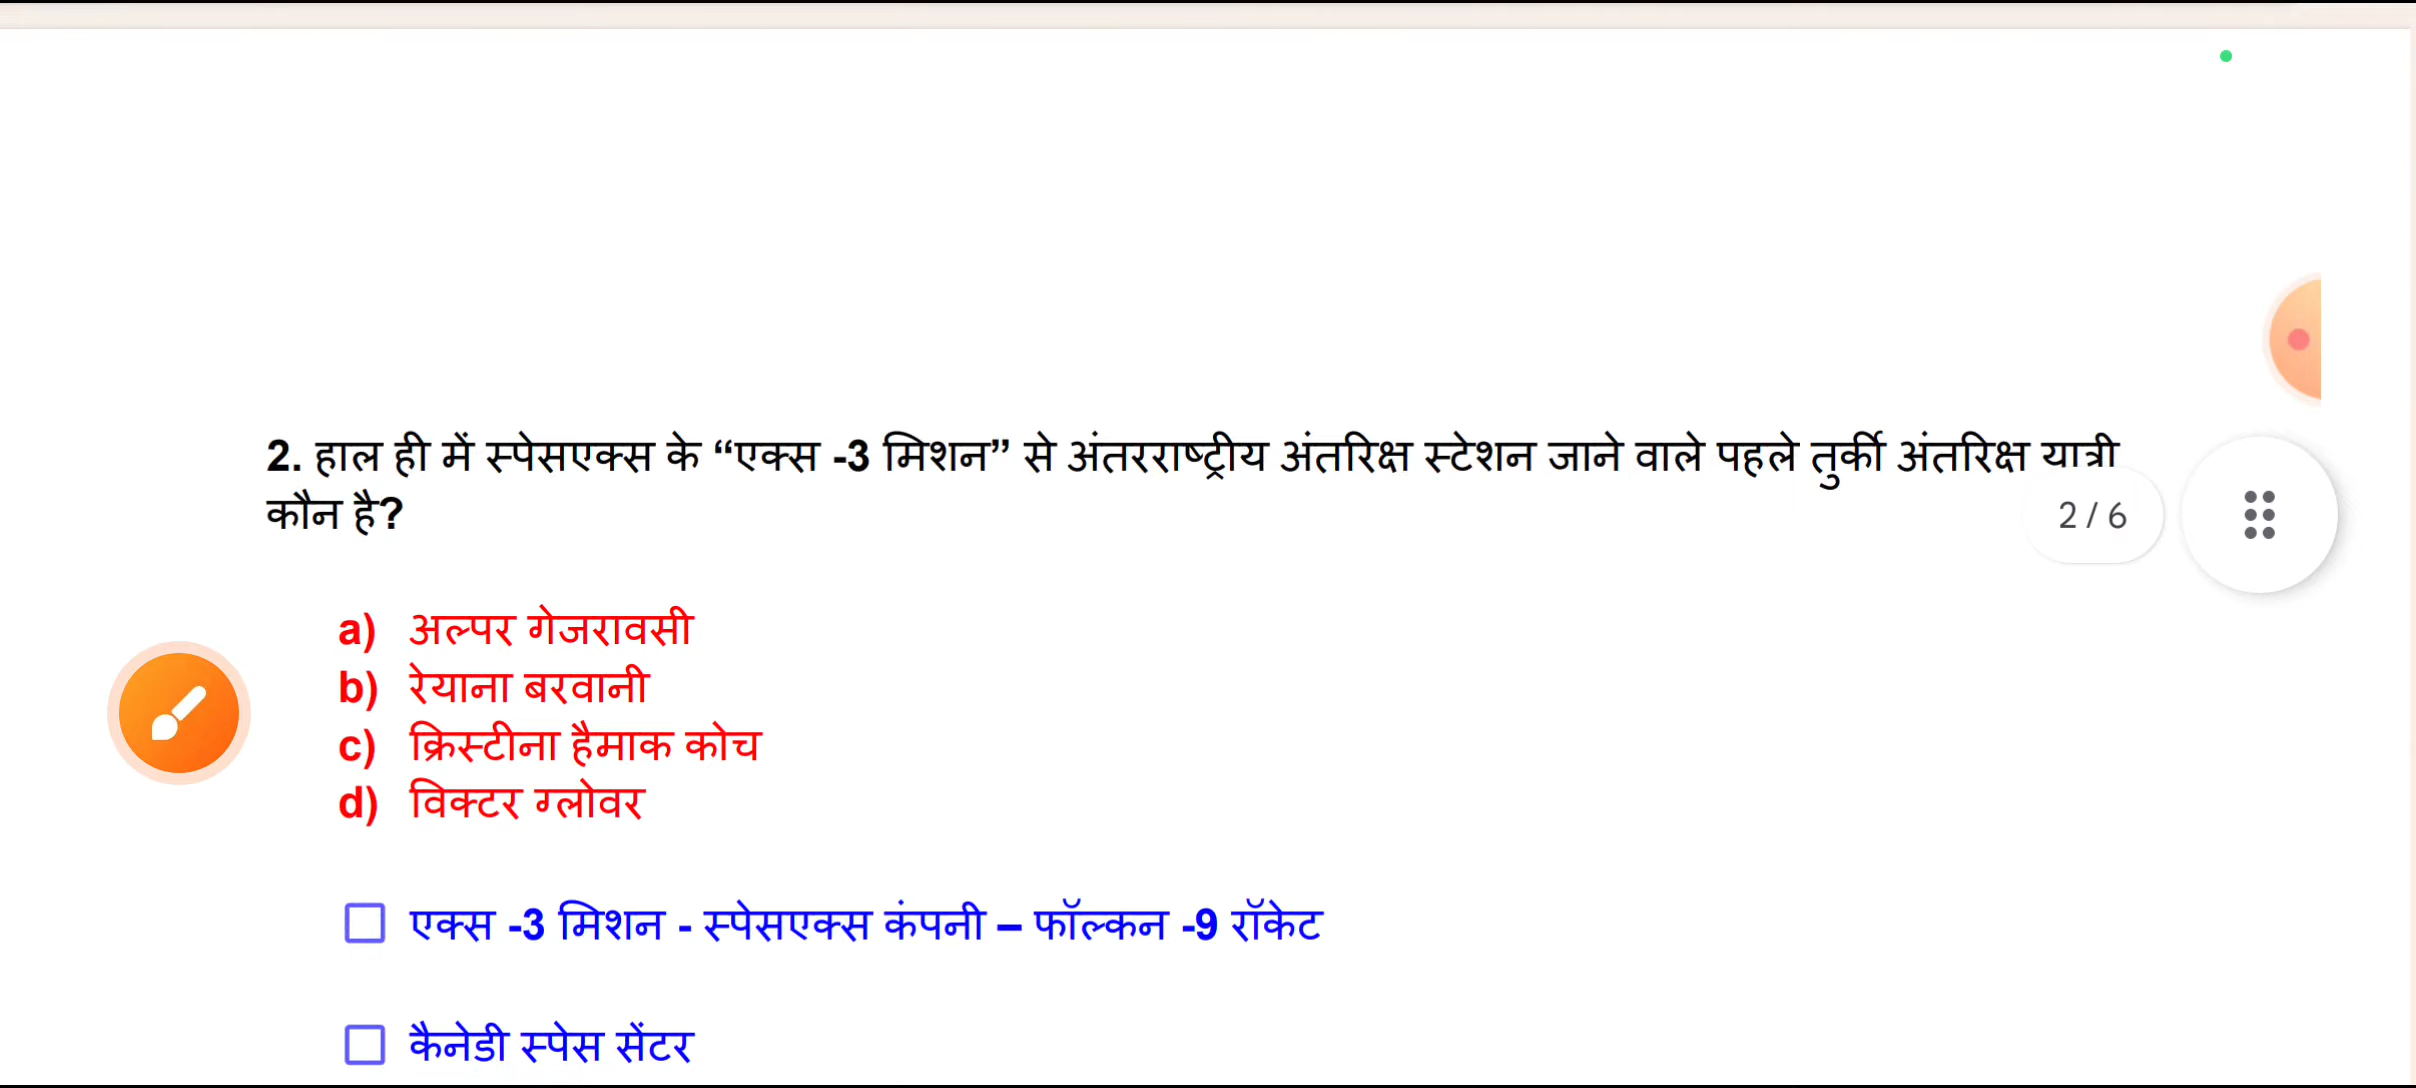 2. हाल ही में स्पेसएक्स के “एक्स -3 मिशन” से अंतरराष्ट्रीय अंतरिक्ष स्टेशन जाने वाले पहले तुर्की अंतरिक्ष यात्री
कौन है?
2 / 6
a) अल्पर गेजरावसी
b) रेयाना बरवानी
c) क्रिस्टीना हैमाक कोच
d) विक्टर ग्लोवर
एक्स -3 मिशन - स्पेसएक्स कंपनी – फॉल्कन -9 रॉकेट
कैनेडी स्पेस सेंटर